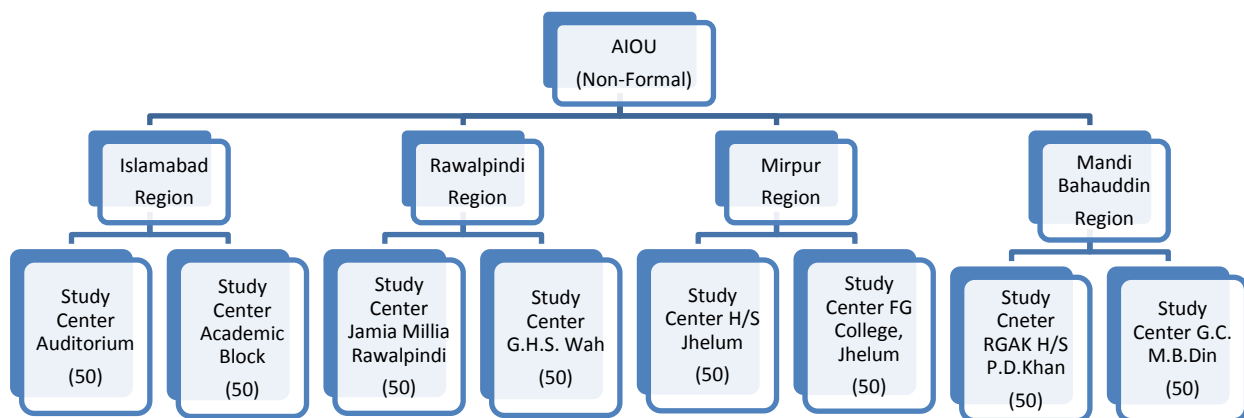 AIOU
(Non-Formal)
Islamabad
Region
Rawalpindi
Region
Mirpur
Region
Mandi
Bahauddin
Region
Study
Center
Auditorium
(50)
Study
Center
Academic
Block
(50)
Study
Center
Jamia Millia
Rawalpindi
(50)
Study
Center
G.H.S. Wah
(50)
Study
Center H/S
Jhelum
(50)
Study
Center FG
College,
Jhelum
(50)
Study
Cneter
RGAK H/S
P.D.Khan
(50)
Study
Center G.C.
M.B.Din
(50)